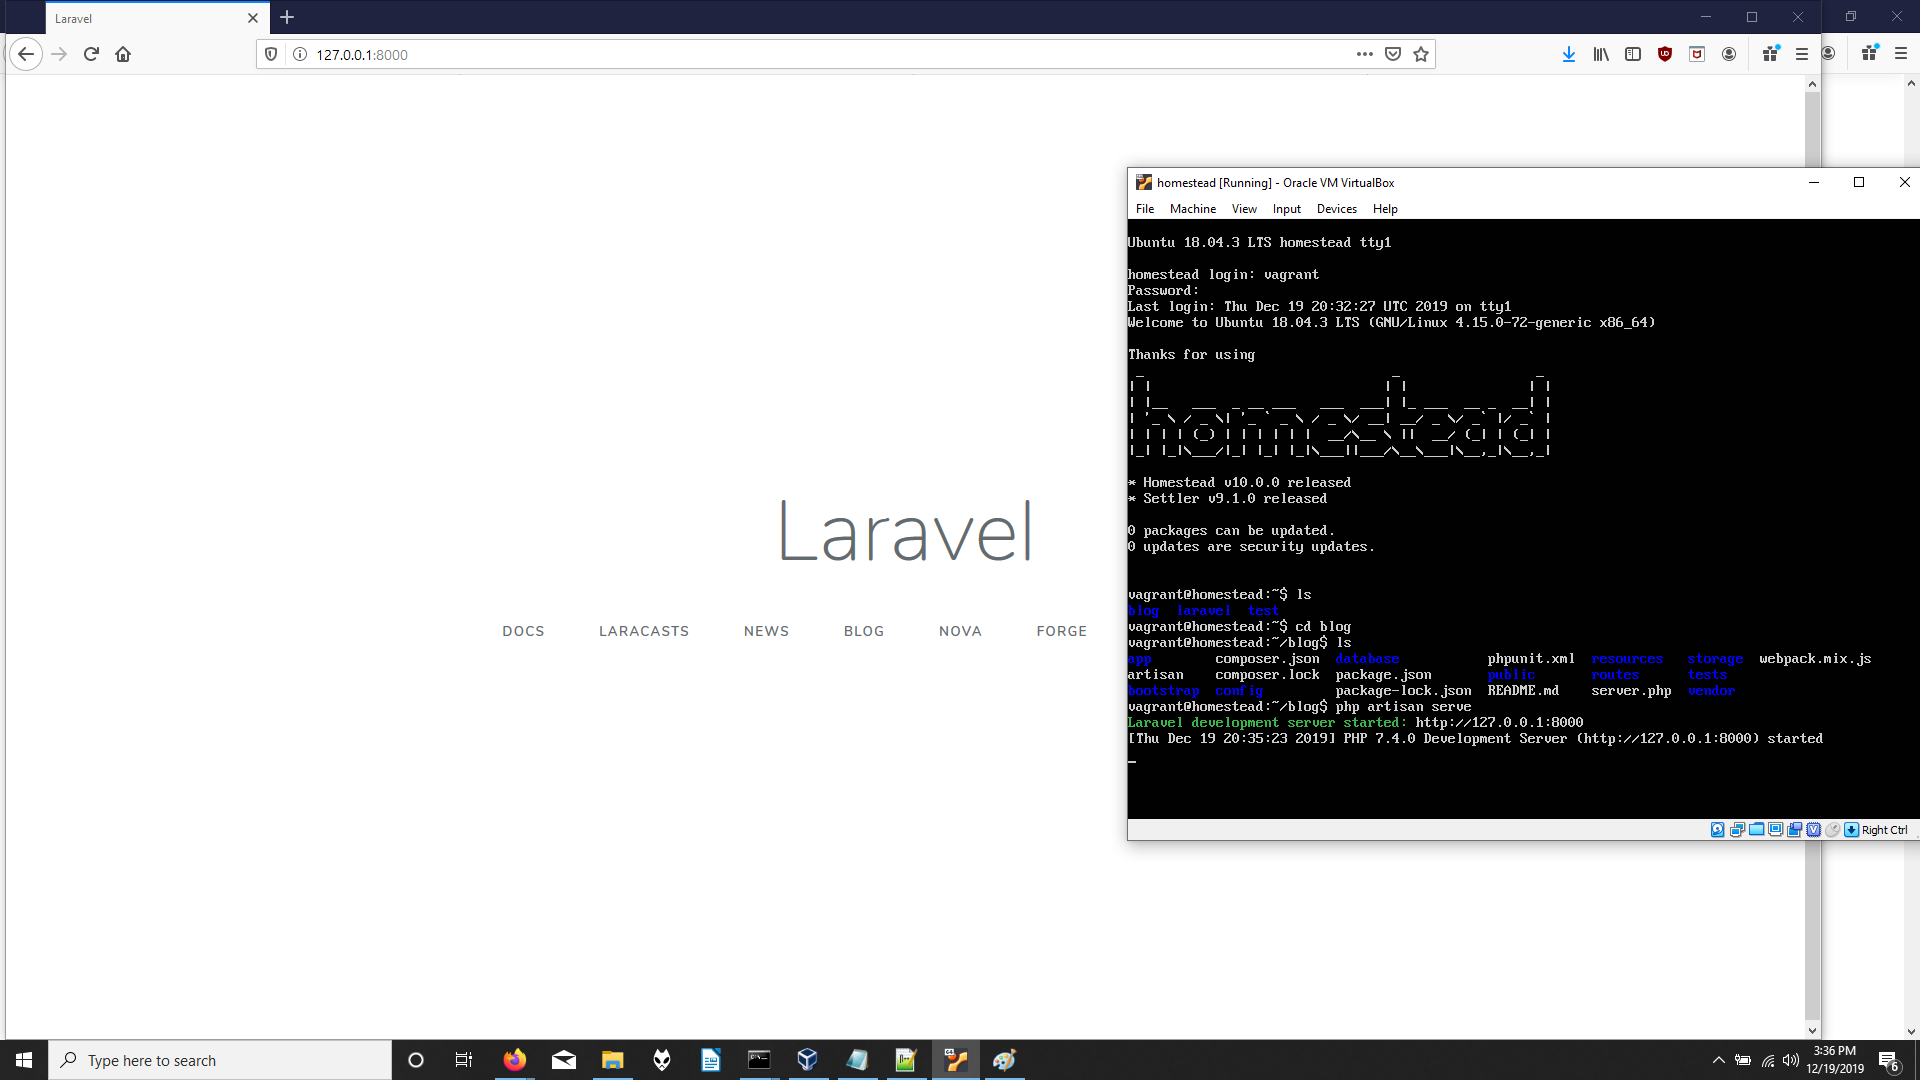 Laravel
127.0.0.1:8000
Laravel
DOCS LARACASTS NEWS BLOG NOVA FORGE
homestead [Running] - Oracle VM VirtualBox
File Machine View Input Devices Help
Ubuntu 18.04.3 LTS homestead tty1
homestead login: vagrant
Password:
Last login: Thu Dec 19 20:32:27 UTC 2019 on tty1
Welcome to Ubuntu 18.04.3 LTS (GNU/Linux 4.15.0-72-generic x86_64)
Thanks for using
homestead
* Homestead v10.0.0 released
* Settler v9.1.0 released
0 packages can be updated.
0 updates are security updates.
vagrant@homestead:~$ ls
blog laravel test
vagrant@homestead:~$ cd blog
vagrant@homestead:~/blog$ ls
app composer.json database phpunit.xml resources storage webpack.mix.js
artisan composer.lock package.json public routes tests
bootstrap config package-lock.json README.md server.php vendor
vagrant@homestead:~/blog$ php artisan serve
Laravel development server started: http://127.0.0.1:8000
[Thu Dec 19 20:35:23 2019] PHP 7.4.0 Development Server (http://127.0.0.1:8000) started
Right Ctrl
Type here to search
3:36 PM
12/19/2019
6